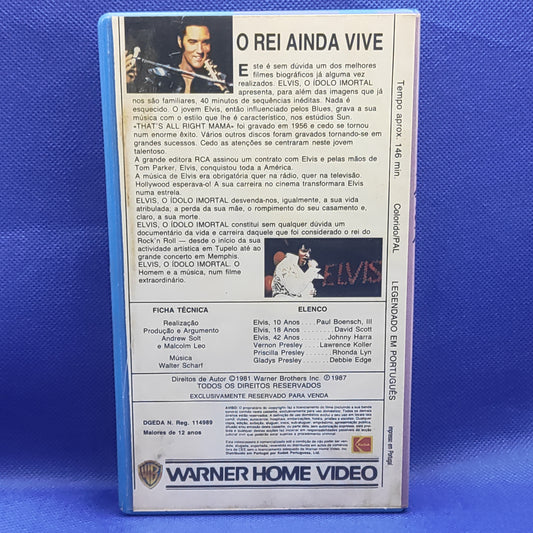 O REI AINDA VIVE
Este é sem dúvida um dos melhores
filmes biográficos já alguma vez
realizados. ELVIS, O ÍDOLO IMORTAL
apresenta, para além das imagens que já
nos são familiares, 40 minutos de sequências inéditas. Nada é
esquecido. O jovem Elvis, então influenciado pelos Blues, grava a sua
música com o estilo que lhe é característico, nos estúdios Sun.
«THAT'S ALL RIGHT MAMA» foi gravado em 1956 e cedo se tornou
num enorme êxito. Vários outros discos foram gravados tornando-se em
grandes sucessos. Cedo as atenções se centraram neste jovem
talentoso.
A grande editora RCA assinou um contrato com Elvis e pelas mãos de
Tom Parker, Elvis, conquistou toda a América.
A música de Elvis era obrigatória quer na rádio, quer na televisão.
Hollywood esperava-o! A sua carreira no cinema transformara Elvis
numa estrela.
ELVIS, O ÍDOLO IMORTAL desvenda-nos, igualmente, a sua vida
atribulada; a perda da sua mãe, o rompimento do seu casamento e,
claro, a sua morte.
ELVIS, O ÍDOLO IMORTAL constitui sem qualquer dúvida um
documentário da vida e carreira daquele que foi considerado o rei do
Rock'n Roll — desde o início da sua
actividade artística em Tupelo até ao
grande concerto em Memphis.
ELVIS, O ÍDOLO IMORTAL. O
Homem e a música, num filme
extraordinário.
ELVIS
FICHA TÉCNICA
Realização
Produção e Argumento
Andrew Solt
e Malcolm Leo
Música
Walter Scharf
ELENCO
Elvis, 10 Anos.... Paul Boensch, III
Elvis, 18 Anos........ David Scott
Elvis, 42 Anos...... Johnny Harra
Vernon Presley... Lawrence Koller
Priscilla Presley...... Rhonda Lyn
Gladys Presley...... Debbie Edge
Direitos de Autor ©1981 Warner Brothers Inc. ℗1987
TODOS OS DIREITOS RESERVADOS
EXCLUSIVAMENTE RESERVADO PARA VENDA
DGEDA N. Reg. 114989
Maiores de 12 anos
Distribuído em Portugal por Kodak Portuguesa, Ltd.
Kodak
WB
WARNER HOME VIDEO
Tempo aprox. 146 min.
Colorido/PAL
LEGENDADO EM PORTUGUÊS
Impresso em Portugal